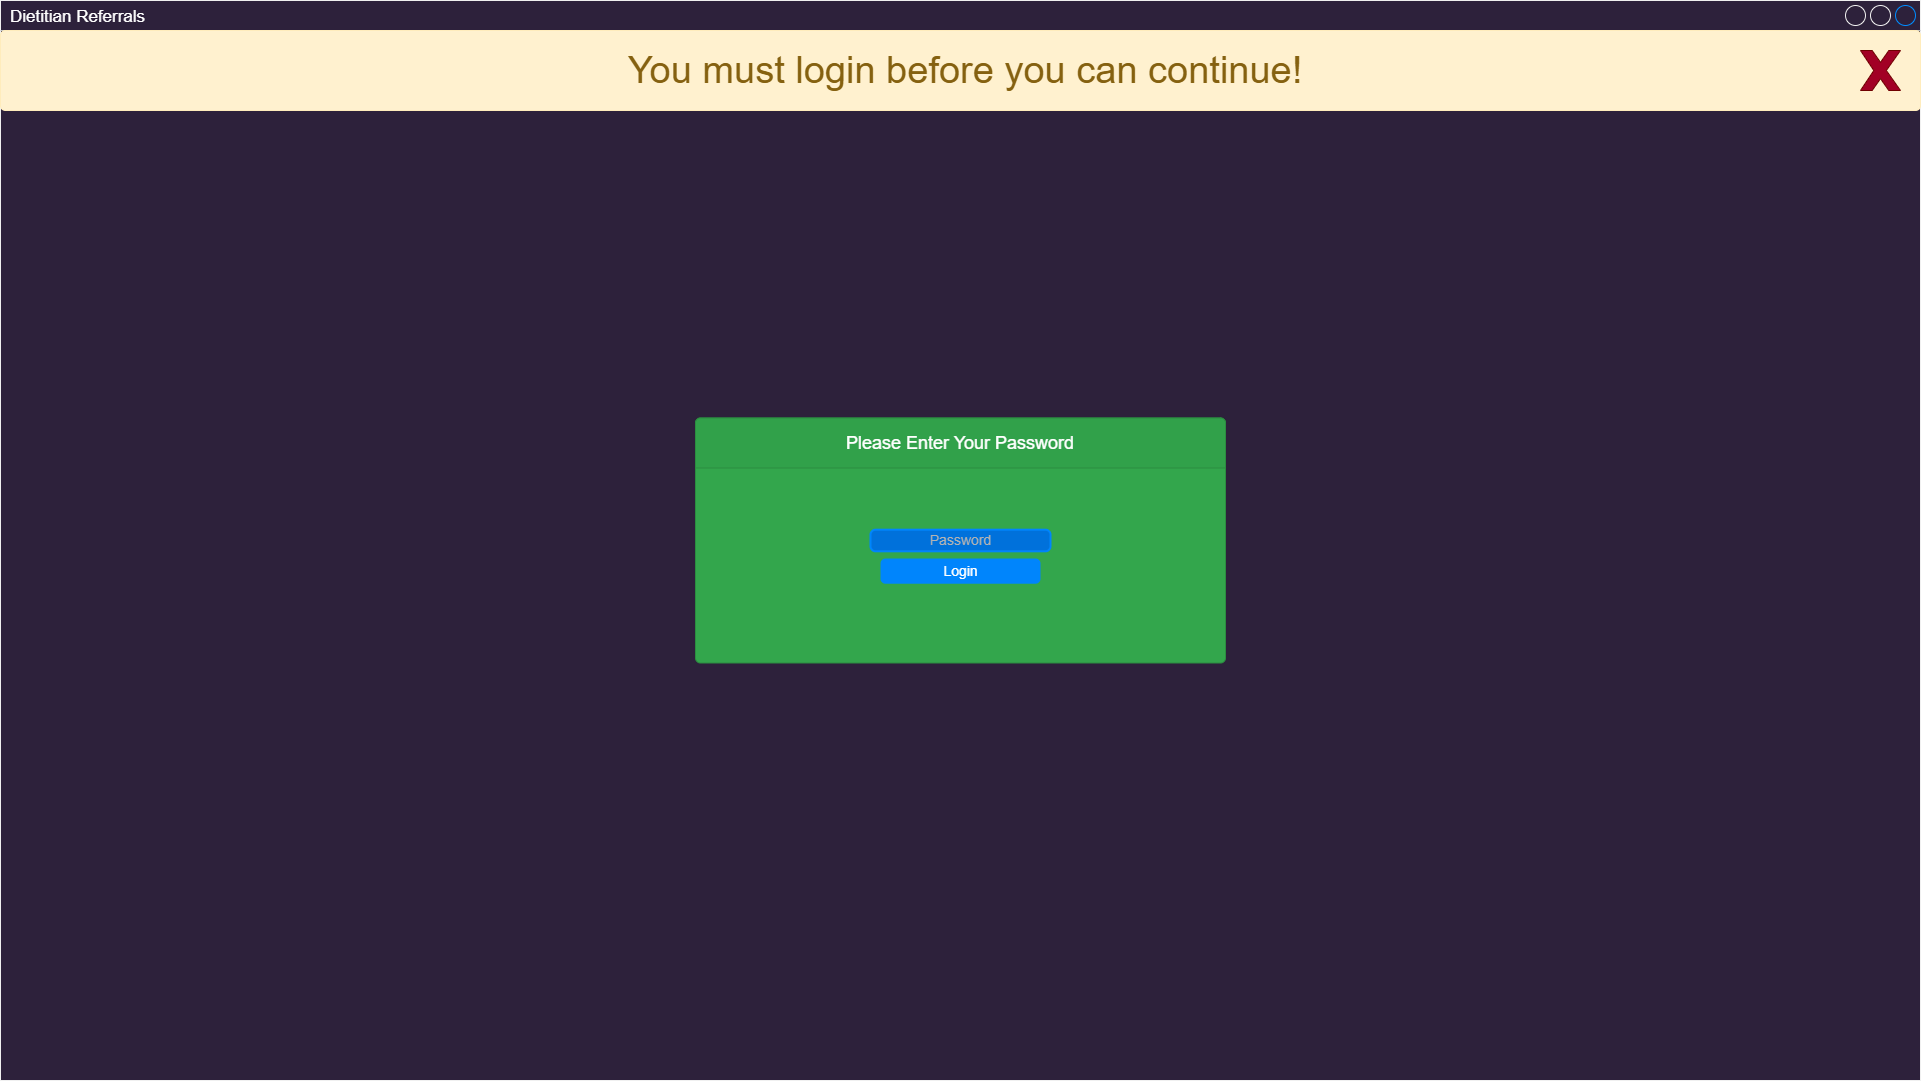 Dietitian Referrals
You must login before you can continue!
X
Please Enter Your Password
Password
Login